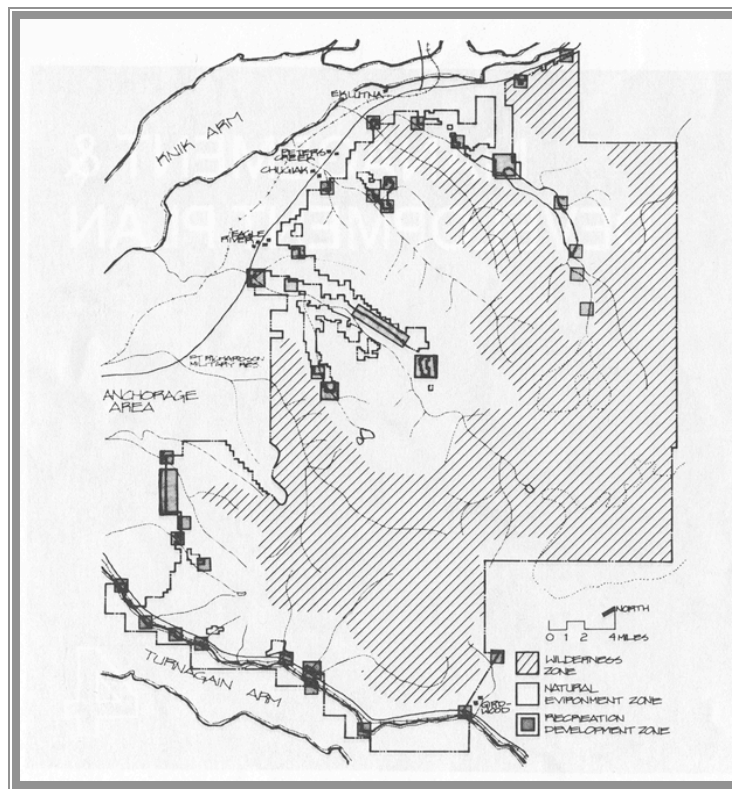 EKLUTNA
KNIK ARM
PETERS
CREEK
CHUGIAK
EAGLE
RIVER
FT RICHARDSON
MILITARY RES
ANCHORAGE
AREA
NORTH
0 1 2 4 MILES
WILDERNESS
ZONE
NATURAL
EVIRONMENT ZONE
RECREATION
DEVELOPMENT ZONE
GIRD-
WOOD
TURNAGAIN ARM